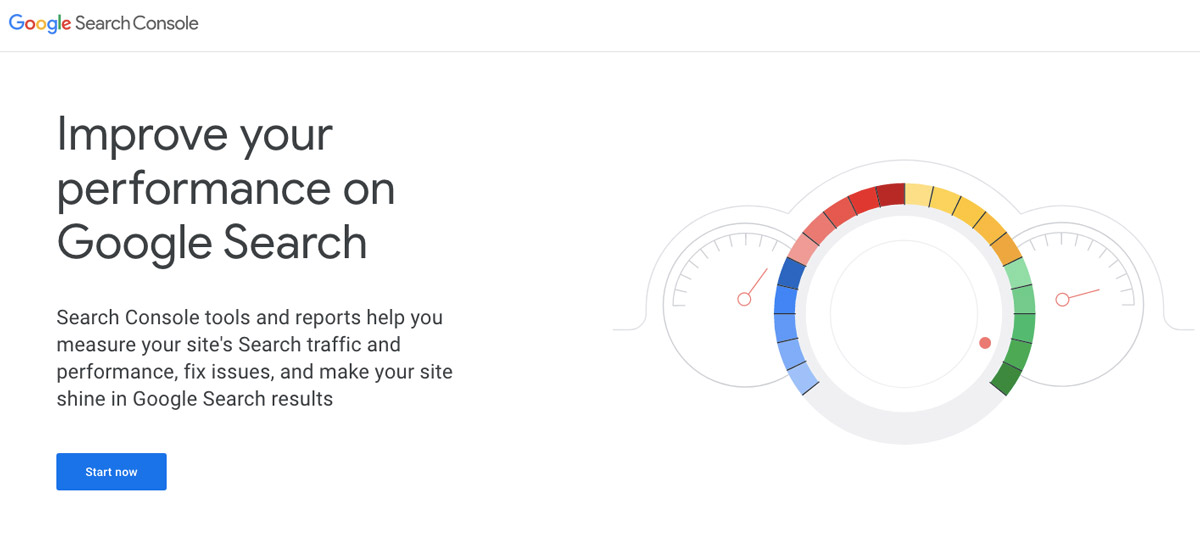 Google Search Console
Improve your
performance on
Google Search
Search Console tools and reports help you
measure your site's Search traffic and
performance, fix issues, and make your site
shine in Google Search results
Start now